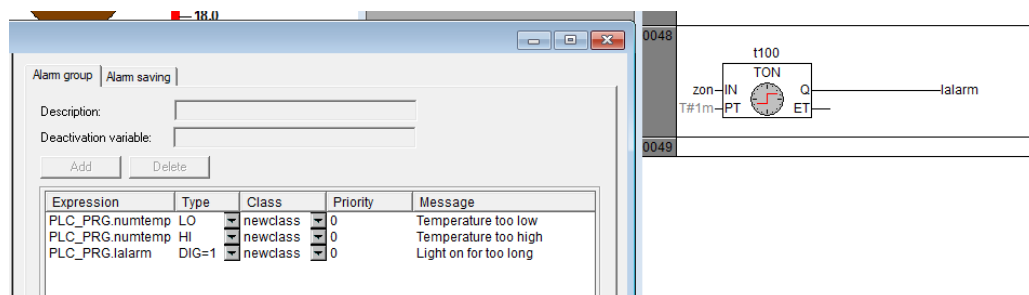 18.0
Alarm group Alarm saving
Description:
Deactivation variable:
Add Delete
Expression Type Class Priority Message
PLC_PRG.numtemp LO newclass 0 Temperature too low
PLC_PRG.numtemp HI newclass 0 Temperature too high
PLC_PRG.lalarm DIG=1 newclass 0 Light on for too long
0048
t100
TON
zon IN Q lalarm
T#1m PT ET
0049